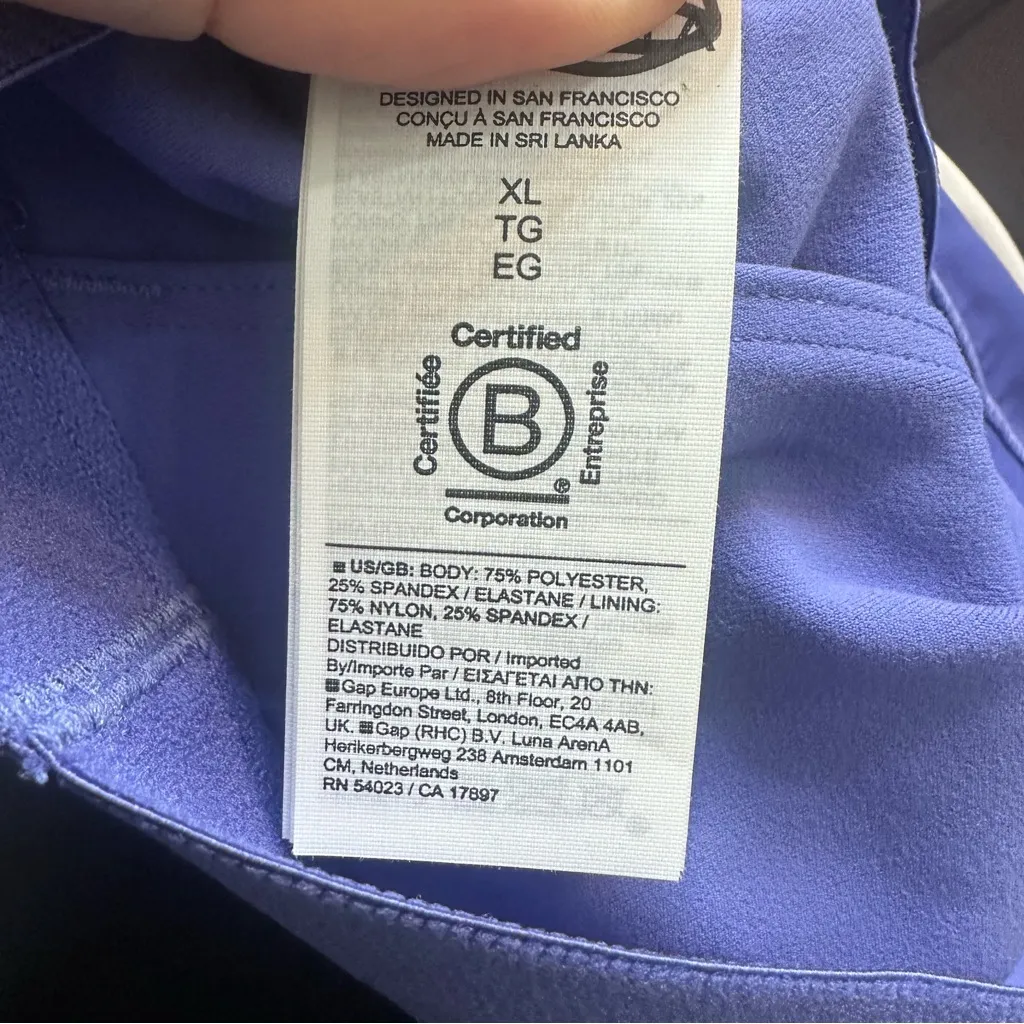 DESIGNED IN SAN FRANCISCO
CONÇU À SAN FRANCISCO
MADE IN SRI LANKA
XL
TG
EG
Certified
Certifiée
B
Entreprise
®
Corporation
US/GB: BODY: 75% POLYESTER,
25% SPANDEX / ELASTANE / LINING:
75% NYLON, 25% SPANDEX /
ELASTANE
DISTRIBUIDO POR / Imported
By/Importe Par / ΕΙΣΑΓΕΤΑΙ ΑΠΟ ΤΗΝ:
Gap Europe Ltd., 8th Floor, 20
Farringdon Street, London, EC4A 4AB,
UK. Gap (RHC) B.V. Luna ArenA
Herikerbergweg 238 Amsterdam 1101
CM, Netherlands
RN 54023 / CA 17897